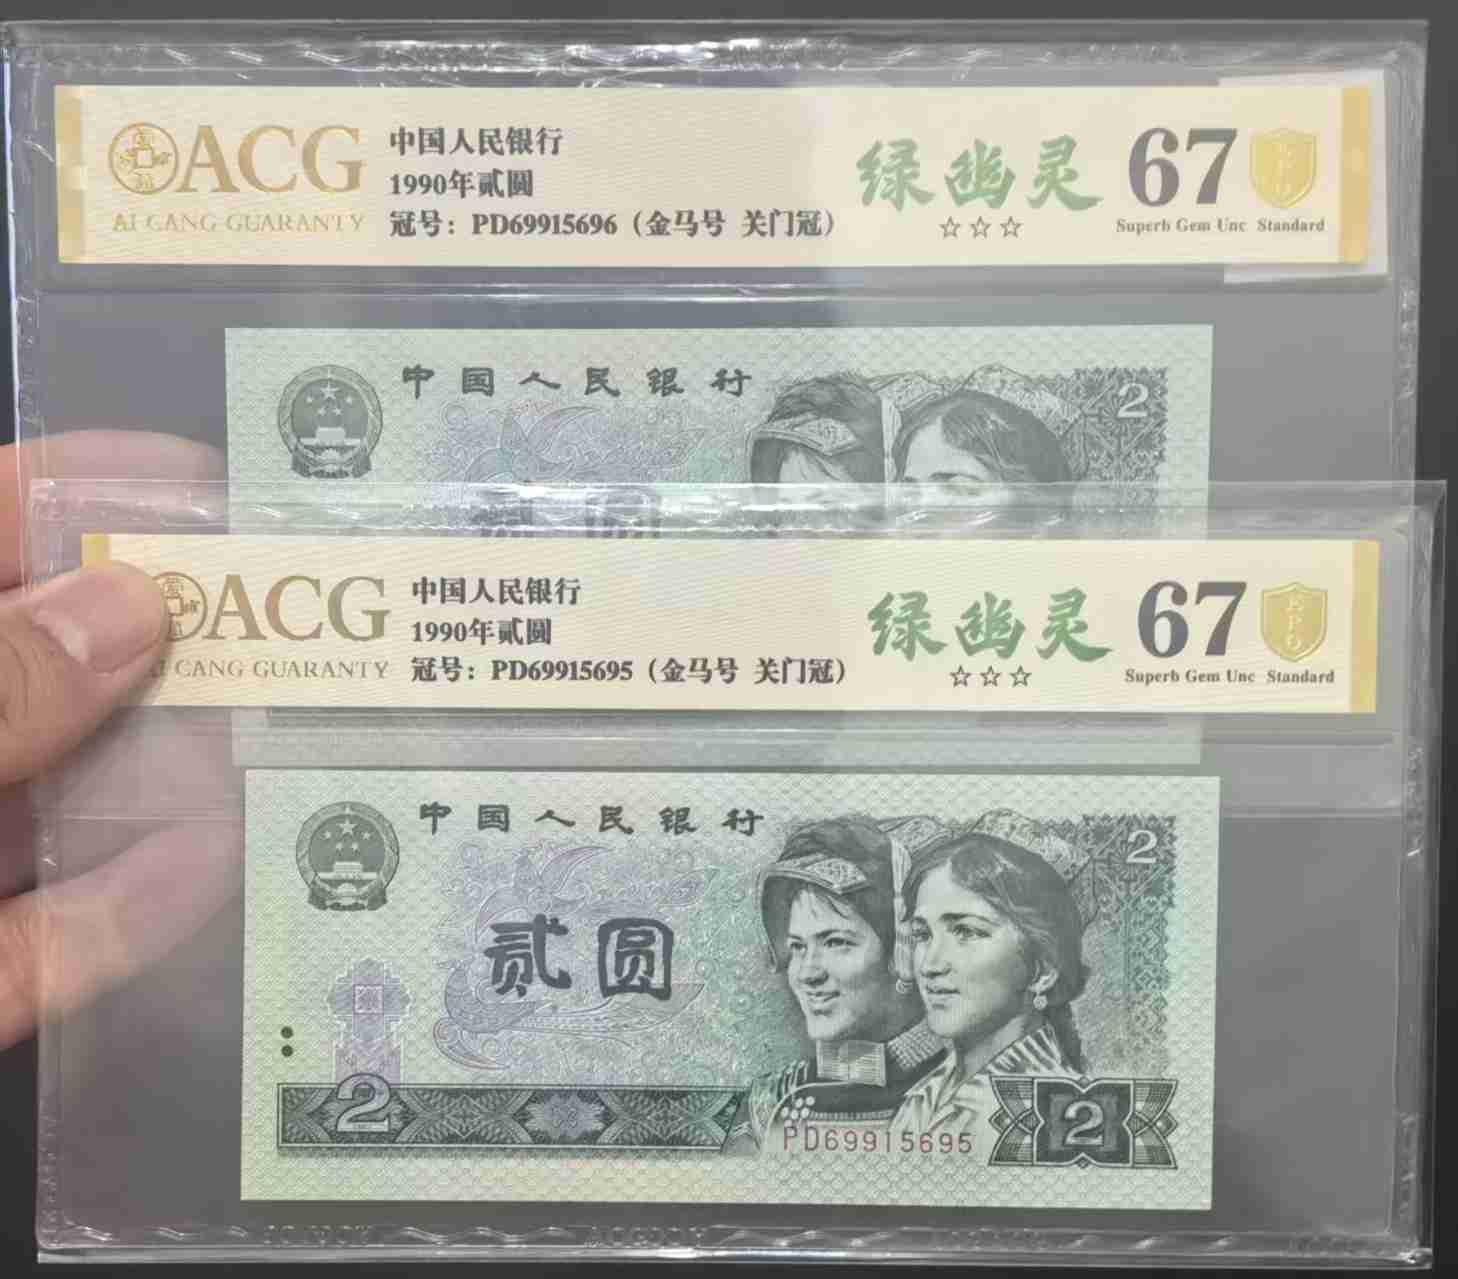 ACG
AI CANG GUARANTY
中国人民银行
1990年贰圆
冠号：PD69915696（金马号 关门冠）
绿幽灵
☆☆☆
67
EPQ
Superb Gem Unc Standard
中国人民银行
2
ACG
CANG GUARANTY
中国人民银行
1990年贰圆
冠号：PD69915695（金马号 关门冠）
绿幽灵
☆☆☆
67
EPQ
Superb Gem Unc Standard
中国人民银行
2
贰圆
2
PD69915695
2